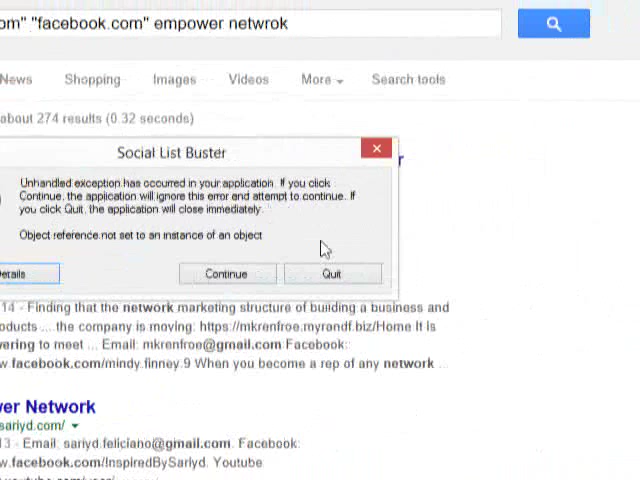 om" "facebook.com" empower netwrok
News Shopping Images Videos More Search tools
about 274 results (0.32 seconds)
Social List Buster
Unhandled exception has occurred in your application. If you click
Continue, the application will ignore this error and attempt to continue. If
you click Quit, the application will close immediately.
Object reference not set to an instance of an object
etails Continue Quit
14 - Finding that the network marketing structure of building a business and
oducts ... the company is moving: https://mkrenfroe.myrandf.biz/Home It Is
ering to meet ... Email: mkrenfroe@gmail.com Facebook:
w.facebook.com/mindy.finney.9 When you become a rep of any network ...
er Network
sariyd.com/
13 - Email: sariyd.feliciano@gmail.com. Facebook:
w.facebook.com/InspiredBySariyd. Youtube